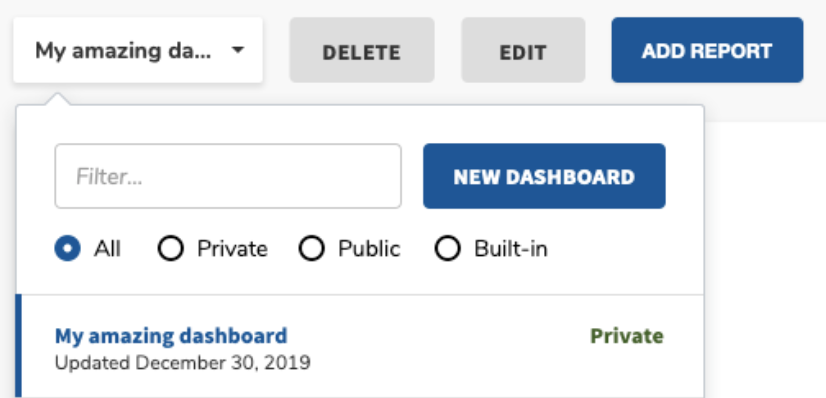 My amazing da... DELETE EDIT ADD REPORT
Filter... NEW DASHBOARD
All Private Public Built-in
My amazing dashboard Private
Updated December 30, 2019